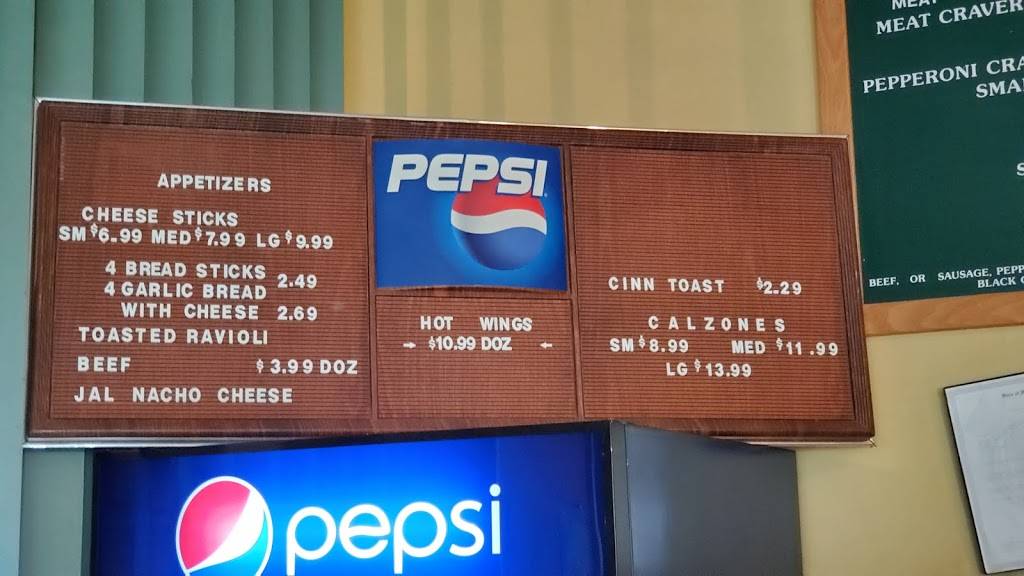 APPETIZERS
CHEESE STICKS
SM $6.99 MED $7.99 LG $9.99
4 BREAD STICKS 2.49
4 GARLIC BREAD
WITH CHEESE 2.69
TOASTED RAVIOLI
BEEF $3.99 DOZ
JAL NACHO CHEESE
PEPSI
HOT WINGS
→ $10.99 DOZ ←
CINN TOAST $2.29
CALZONES
SM $8.99 MED $11.99
LG $13.99
pepsi
MEAT CRAVER
PEPPERONI CRA
SMA
BEEF, OR SAUSAGE, PEPP
BLACK